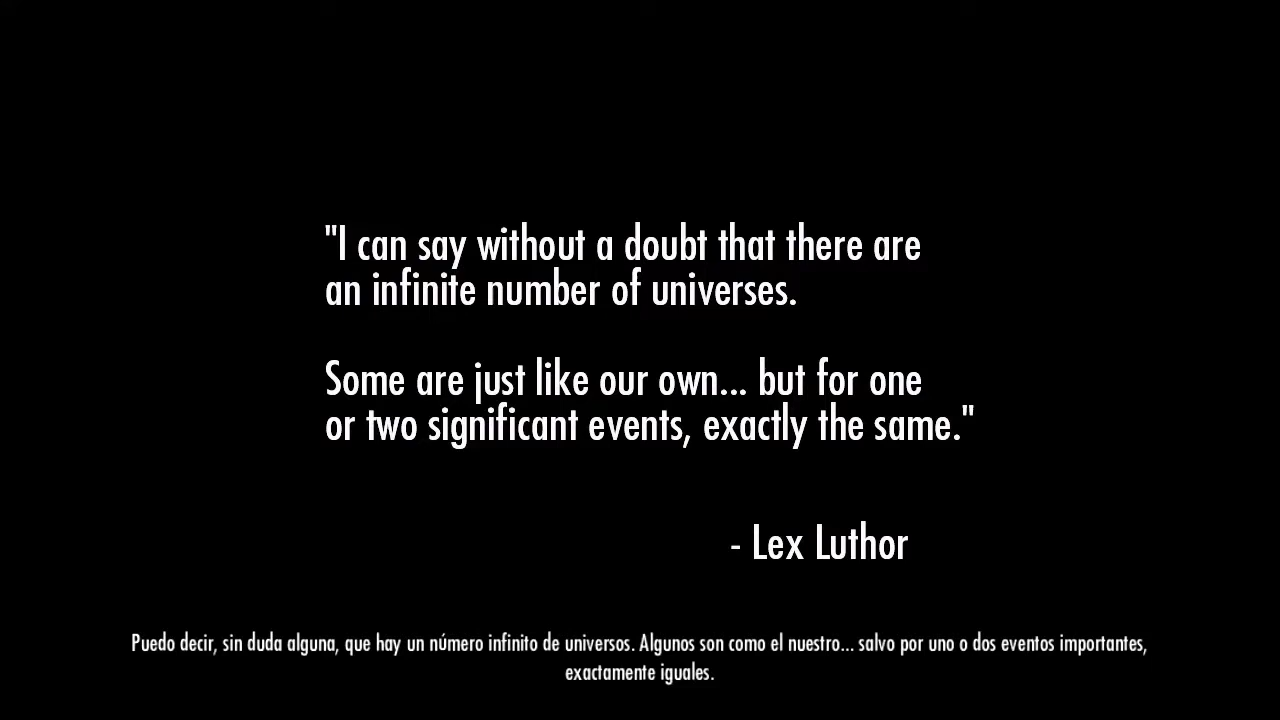 "I can say without a doubt that there are
an infinite number of universes.
Some are just like our own... but for one
or two significant events, exactly the same."
- Lex Luthor
Puedo decir, sin duda alguna, que hay un número infinito de universos. Algunos son como el nuestro... salvo por uno o dos eventos importantes,
exactamente iguales.